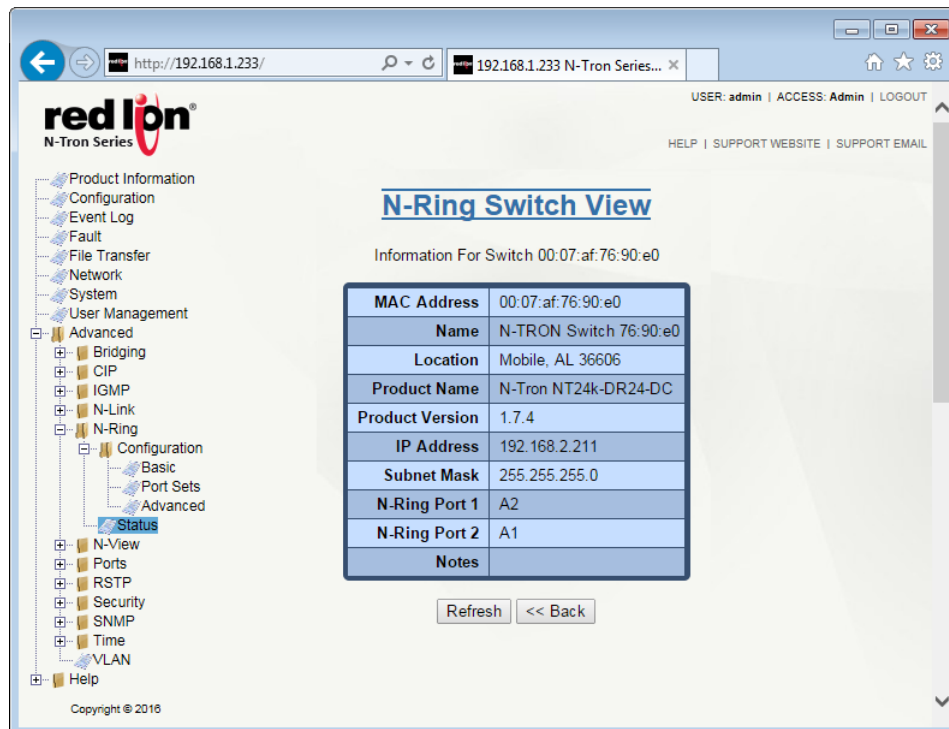 http://192.168.1.233/
192.168.1.233 N-Tron Series...
USER: admin | ACCESS: Admin | LOGOUT
red lion®
N-Tron Series
HELP | SUPPORT WEBSITE | SUPPORT EMAIL
Product Information
Configuration
Event Log
Fault
File Transfer
Network
System
User Management
Advanced
Bridging
CIP
IGMP
N-Link
N-Ring
Configuration
Basic
Port Sets
Advanced
Status
N-View
Ports
RSTP
Security
SNMP
Time
VLAN
Help
Copyright © 2016
N-Ring Switch View
Information For Switch 00:07:af:76:90:e0
MAC Address 00:07:af:76:90:e0
Name N-TRON Switch 76:90:e0
Location Mobile, AL 36606
Product Name N-Tron NT24k-DR24-DC
Product Version 1.7.4
IP Address 192.168.2.211
Subnet Mask 255.255.255.0
N-Ring Port 1 A2
N-Ring Port 2 A1
Notes
Refresh << Back